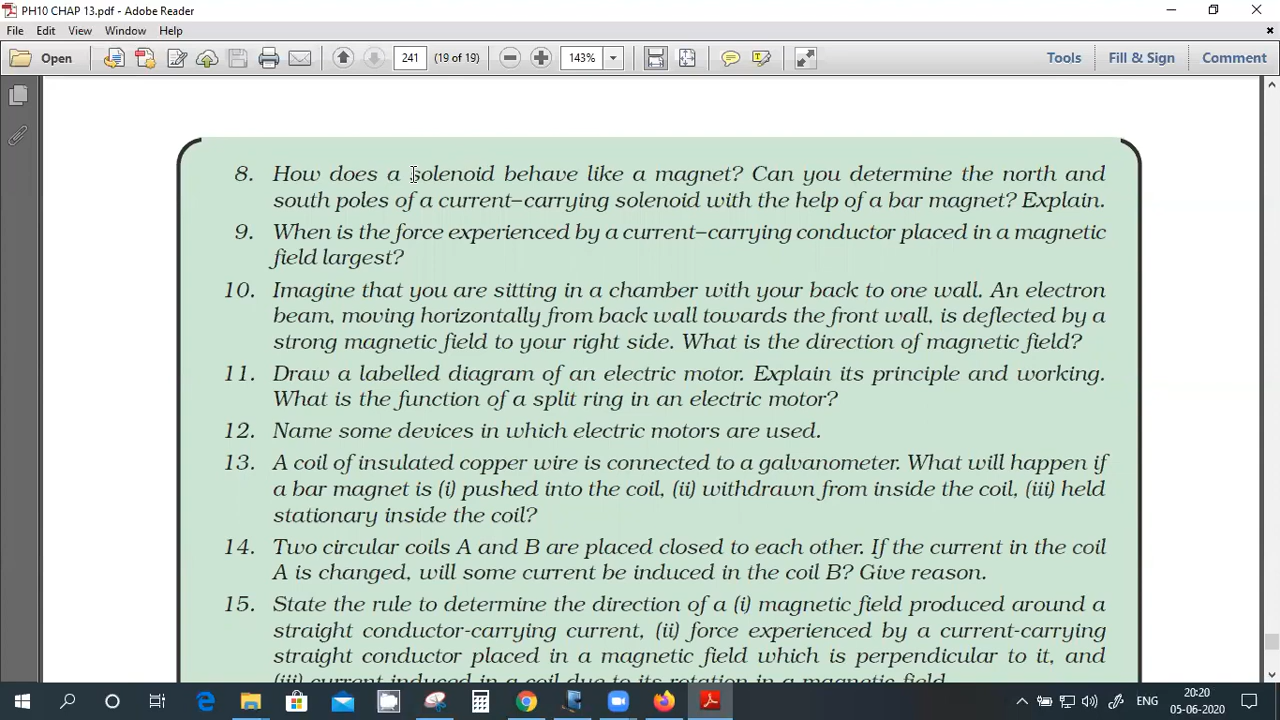 PH10 CHAP 13.pdf - Adobe Reader
File Edit View Window Help
Open 241 (19 of 19) 143% Tools Fill & Sign Comment
8. How does a solenoid behave like a magnet? Can you determine the north and
south poles of a current–carrying solenoid with the help of a bar magnet? Explain.
9. When is the force experienced by a current–carrying conductor placed in a magnetic
field largest?
10. Imagine that you are sitting in a chamber with your back to one wall. An electron
beam, moving horizontally from back wall towards the front wall, is deflected by a
strong magnetic field to your right side. What is the direction of magnetic field?
11. Draw a labelled diagram of an electric motor. Explain its principle and working.
What is the function of a split ring in an electric motor?
12. Name some devices in which electric motors are used.
13. A coil of insulated copper wire is connected to a galvanometer. What will happen if
a bar magnet is (i) pushed into the coil, (ii) withdrawn from inside the coil, (iii) held
stationary inside the coil?
14. Two circular coils A and B are placed closed to each other. If the current in the coil
A is changed, will some current be induced in the coil B? Give reason.
15. State the rule to determine the direction of a (i) magnetic field produced around a
straight conductor-carrying current, (ii) force experienced by a current-carrying
straight conductor placed in a magnetic field which is perpendicular to it, and
(iii) current induced in a coil due to its rotation in a magnetic field.
ENG 20:20
05-06-2020